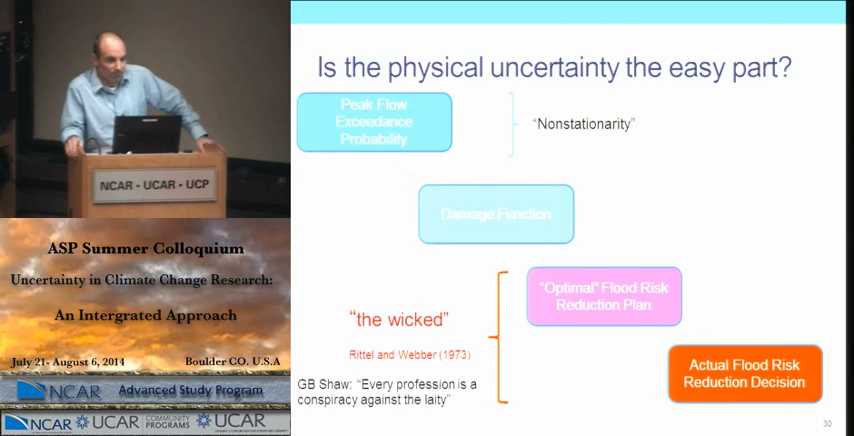 Is the physical uncertainty the easy part?
Peak Flow
Exceedance
Probability
"Nonstationarity"
Damage Function
"Optimal" Flood Risk
Reduction Plan
"the wicked"
Rittel and Webber (1973)
Actual Flood Risk
Reduction Decision
GB Shaw: "Every profession is a
conspiracy against the laity"
30
NCAR - UCAR - UCP
ASP Summer Colloquium
Uncertainty in Climate Change Research:
An Intergrated Approach
July 21- August 6, 2014 Boulder CO. U.S.A
NCAR Advanced Study Program
NCAR UCAR COMMUNITY PROGRAMS UCAR